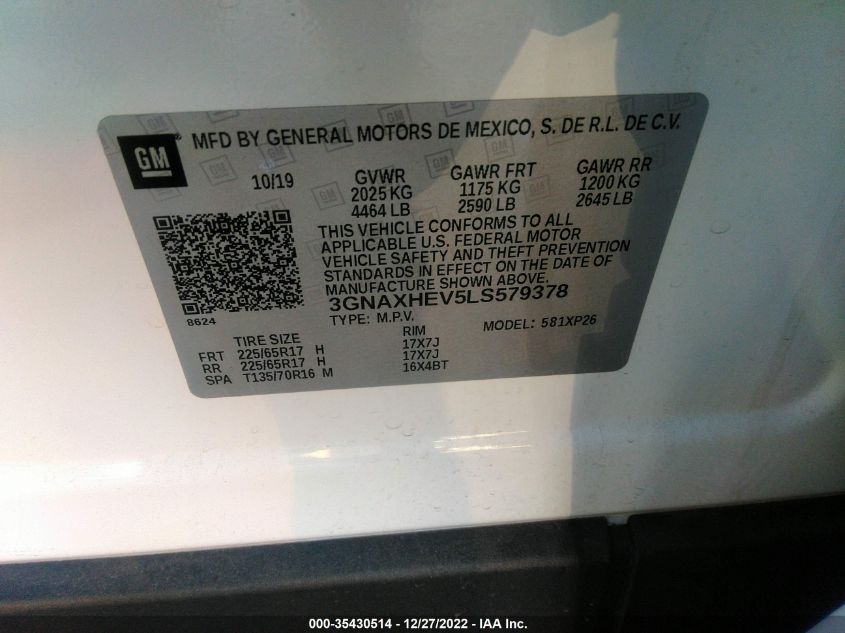 GM
MFD BY GENERAL MOTORS DE MEXICO, S. DE R.L. DE C.V.
10/19 GVWR GAWR FRT GAWR RR
2025 KG 1175 KG 1200 KG
4464 LB 2590 LB 2645 LB
THIS VEHICLE CONFORMS TO ALL
APPLICABLE U.S. FEDERAL MOTOR
VEHICLE SAFETY AND THEFT PREVENTION
STANDARDS IN EFFECT ON THE DATE OF
MANUFACTURE SHOWN ABOVE.
3GNAXHEV5LS579378
8624
TYPE: M.P.V. MODEL: 581XP26
TIRE SIZE RIM
FRT 225/65R17 H 17X7J
RR 225/65R17 H 17X7J
SPA T135/70R16 M 16X4BT
000-35430514 - 12/27/2022 - IAA Inc.